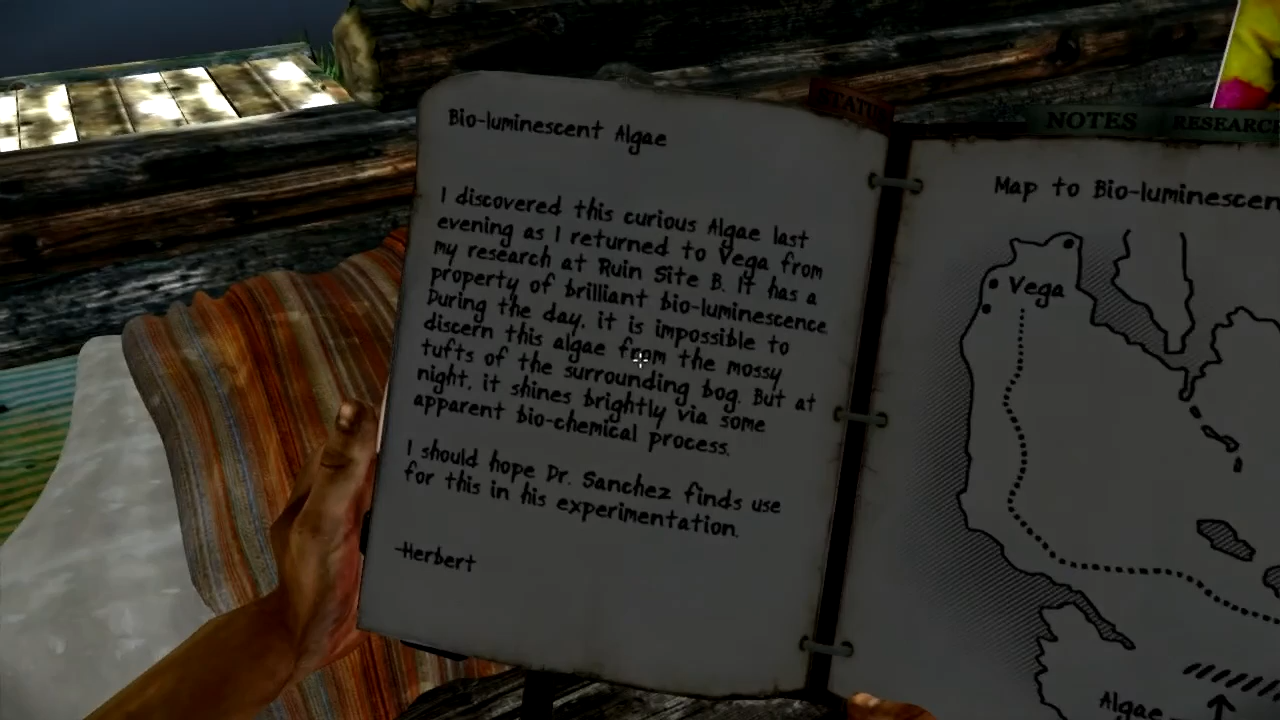 STATUS
NOTES RESEARCH
Bio-luminescent Algae
I discovered this curious Algae last
evening as I returned to Vega from
my research at Ruin Site B. It has a
property of brilliant bio-luminescence.
During the day, it is impossible to
discern this algae from the mossy
tufts of the surrounding bog. But at
night, it shines brightly via some
apparent bio-chemical process.
I should hope Dr. Sanchez finds use
for this in his experimentation.
-Herbert
Map to Bio-luminescen
Vega
Algae